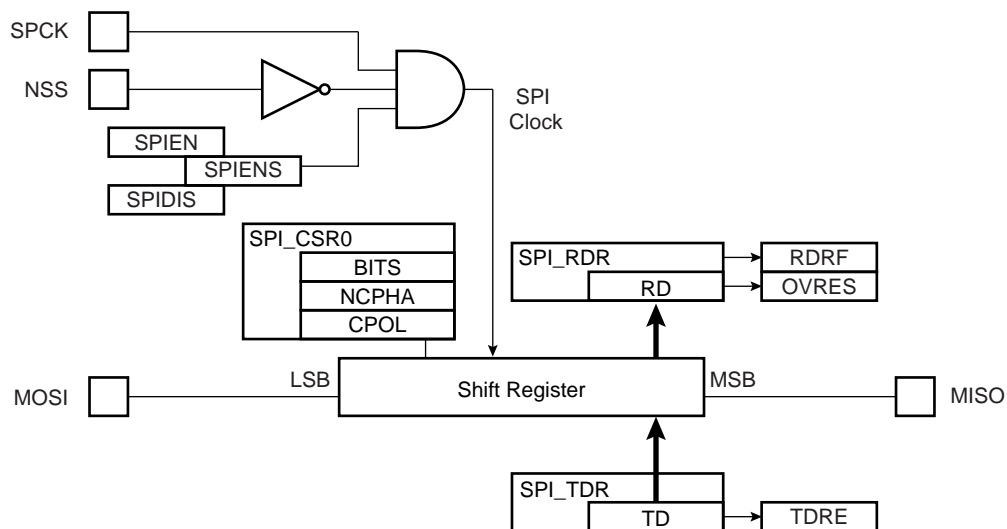 SPCK
NSS
SPI
Clock
SPIEN
SPIENS
SPIDIS
SPI_CSR0
BITS
NCPHA
CPOL
SPI_RDR
RD
RDRF
OVRES
MOSI
LSB
Shift Register
MSB
MISO
SPI_TDR
TD
TDRE